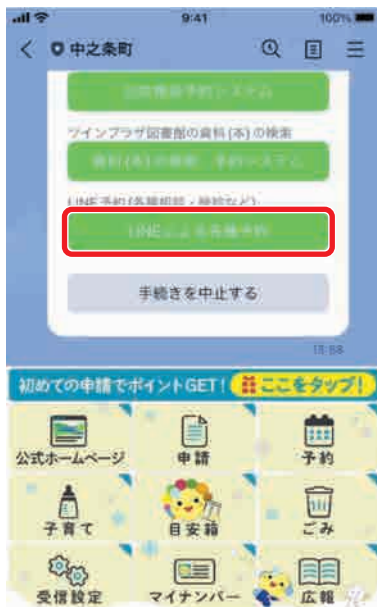 9:41
100%
中之条町
ツインプラザ図書館の資料(本)の検索
資料(本)の検索・予約システム
LINE予約(各種相談・検診など)
LINEによる各種予約
手続きを中止する
初めての申請でポイントGET! ここをタップ!
公式ホームページ 申請 予約
子育て 目安箱 ごみ
受信設定 マイナンバー 広報